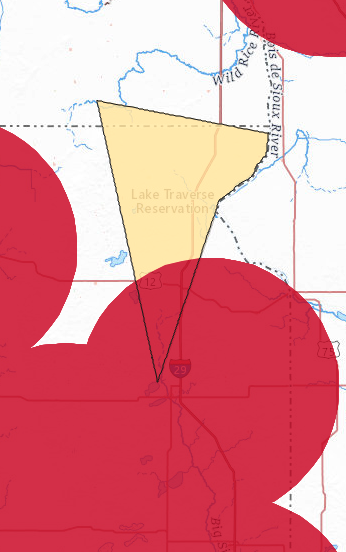 Wild Rice
Bois de Sioux River
Lake Traverse
Reservation
12
75
29
Big S